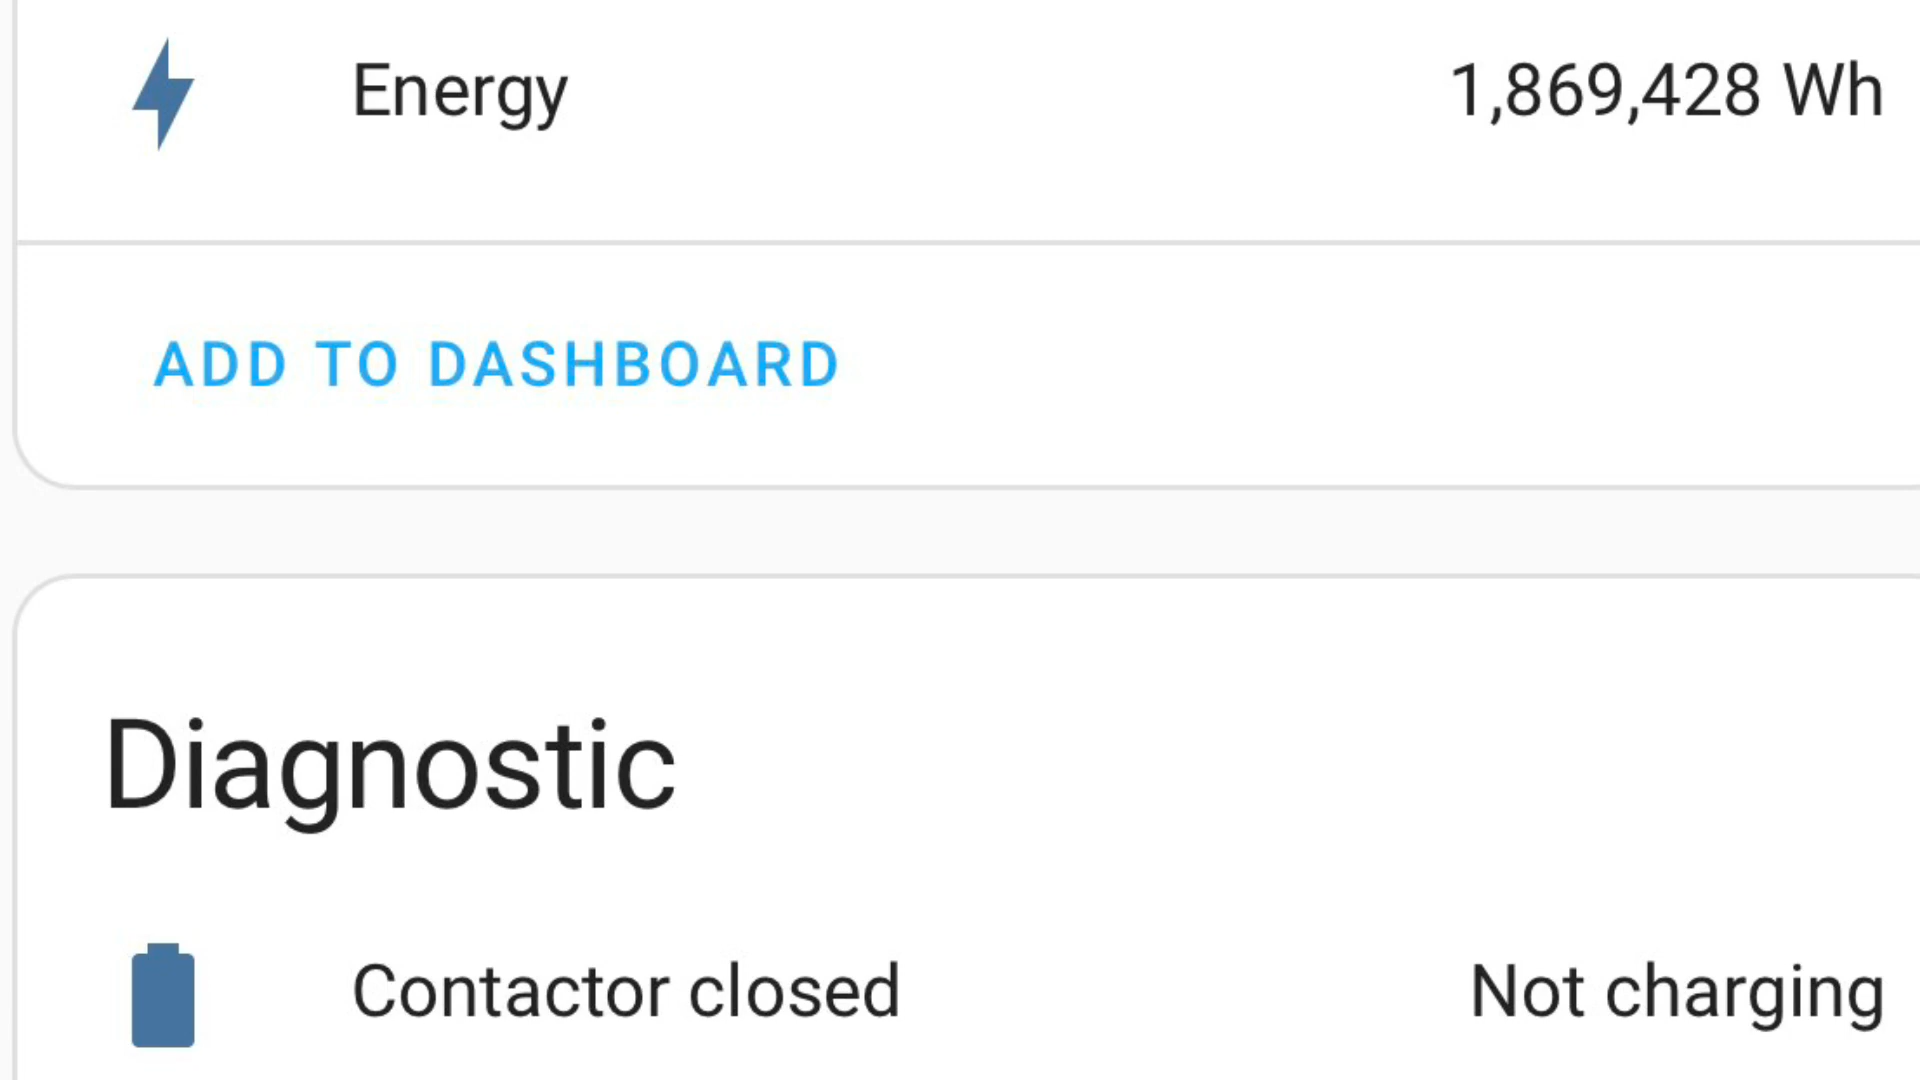 Energy 1,869,428 Wh
ADD TO DASHBOARD
Diagnostic
Contactor closed Not charging